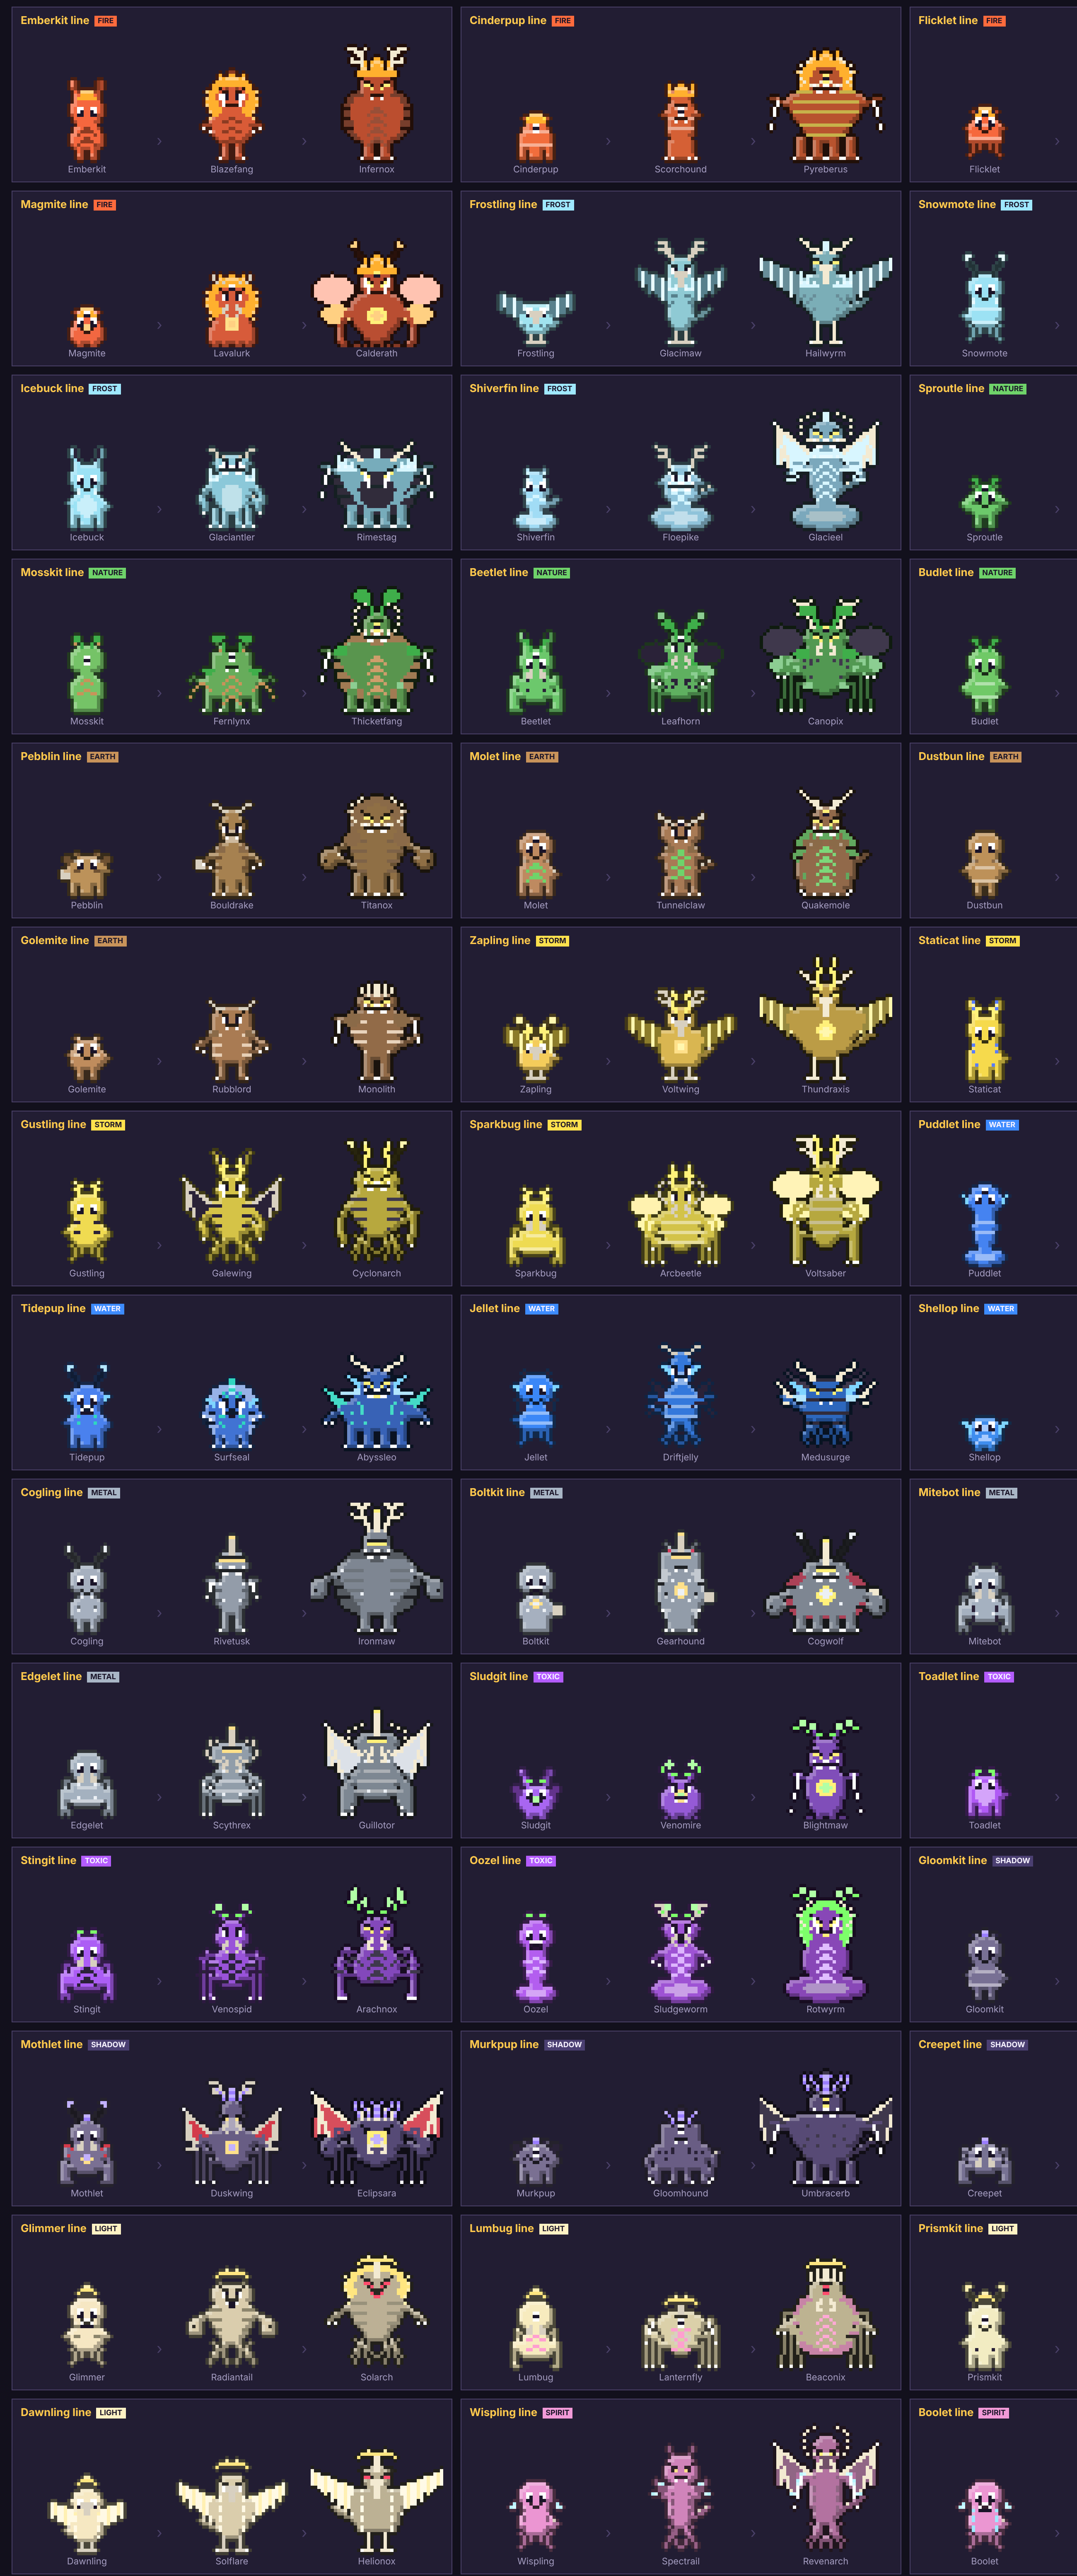 Emberkit line FIRE
Emberkit › Blazefang › Infernox
Cinderpup line FIRE
Cinderpup › Scorchound › Pyreberus
Flicklet line FIRE
Flicklet ›
Magmite line FIRE
Magmite › Lavalurk › Calderath
Frostling line FROST
Frostling › Glacimaw › Hailwyrm
Snowmote line FROST
Snowmote ›
Icebuck line FROST
Icebuck › Glaciantler › Rimestag
Shiverfin line FROST
Shiverfin › Floepike › Glacieel
Sproutle line NATURE
Sproutle ›
Mosskit line NATURE
Mosskit › Fernlynx › Thicketfang
Beetlet line NATURE
Beetlet › Leafhorn › Canopix
Budlet line NATURE
Budlet ›
Pebblin line EARTH
Pebblin › Bouldrake › Titanox
Molet line EARTH
Molet › Tunnelclaw › Quakemole
Dustbun line EARTH
Dustbun ›
Golemite line EARTH
Golemite › Rubblord › Monolith
Zapling line STORM
Zapling › Voltwing › Thundraxis
Staticat line STORM
Staticat ›
Gustling line STORM
Gustling › Galewing › Cyclonarch
Sparkbug line STORM
Sparkbug › Arcbeetle › Voltsaber
Puddlet line WATER
Puddlet ›
Tidepup line WATER
Tidepup › Surfseal › Abyssleo
Jellet line WATER
Jellet › Driftjelly › Medusurge
Shellop line WATER
Shellop ›
Cogling line METAL
Cogling › Rivetusk › Ironmaw
Boltkit line METAL
Boltkit › Gearhound › Cogwolf
Mitebot line METAL
Mitebot ›
Edgelet line METAL
Edgelet › Scythrex › Guillotor
Sludgit line TOXIC
Sludgit › Venomire › Blightmaw
Toadlet line TOXIC
Toadlet ›
Stingit line TOXIC
Stingit › Venospid › Arachnox
Oozel line TOXIC
Oozel › Sludgeworm › Rotwyrm
Gloomkit line SHADOW
Gloomkit ›
Mothlet line SHADOW
Mothlet › Duskwing › Eclipsara
Murkpup line SHADOW
Murkpup › Gloomhound › Umbracerb
Creepet line SHADOW
Creepet ›
Glimmer line LIGHT
Glimmer › Radiantail › Solarch
Lumbug line LIGHT
Lumbug › Lanternfly › Beaconix
Prismkit line LIGHT
Prismkit ›
Dawnling line LIGHT
Dawnling › Solflare › Helionox
Wispling line SPIRIT
Wispling › Spectrail › Revenarch
Boolet line SPIRIT
Boolet ›